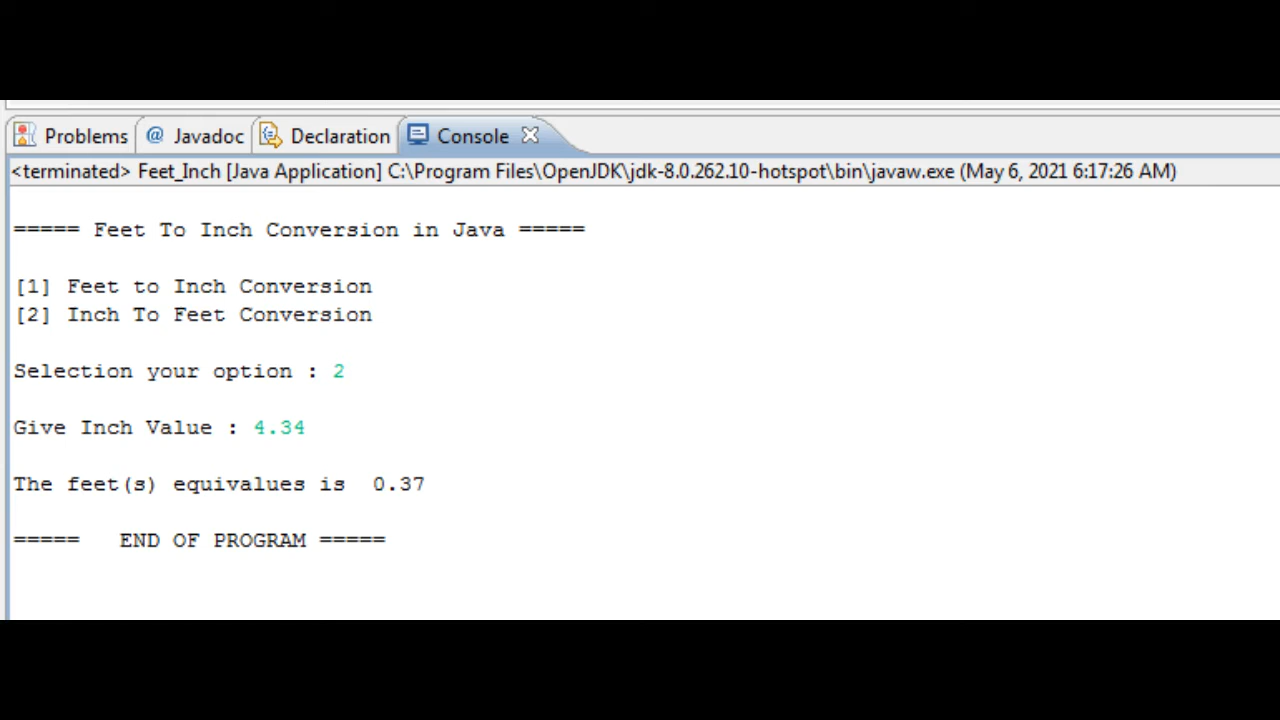 Problems @ Javadoc Declaration Console
<terminated> Feet_Inch [Java Application] C:\Program Files\OpenJDK\jdk-8.0.262.10-hotspot\bin\javaw.exe (May 6, 2021 6:17:26 AM)
===== Feet To Inch Conversion in Java =====
[1] Feet to Inch Conversion
[2] Inch To Feet Conversion
Selection your option : 2
Give Inch Value : 4.34
The feet(s) equivalues is  0.37
=====   END OF PROGRAM =====